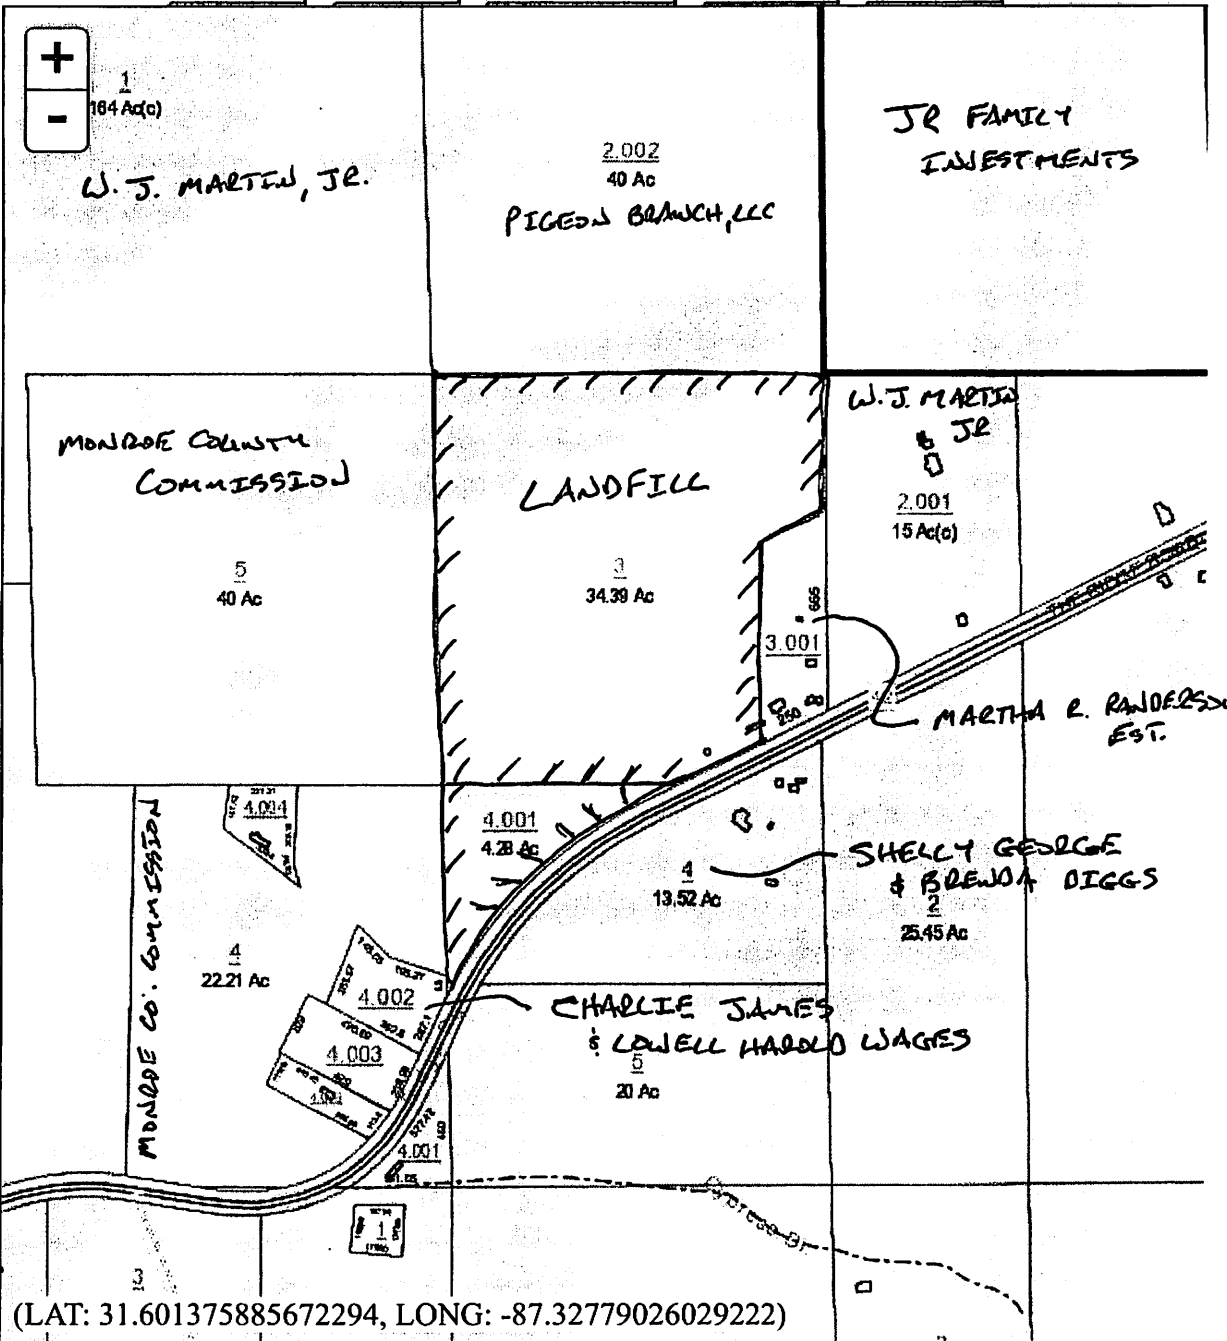 +
-
1
164 Ac(c)
W. J. MARTIN, JR.
2.002
40 Ac
PIGEON BRANCH, LLC
JR FAMILY
INVESTMENTS
MONROE COUNTY
COMMISSION
5
40 Ac
LANDFILL
3
34.39 Ac
W. J. MARTIN
JR
2.001
15 Ac(c)
665
3.001
250
MARTHA R. RANDERSON
EST.
4.004
MONROE CO. COMMISSION
4.001
4.28 Ac
4
13.52 Ac
SHELLY GEORGE
& BRENDA DIGGS
2
25.45 Ac
4
22.21 Ac
4.002
4.003
CHARLIE JAMES
& LOWELL HAROLD WAGES
5
20 Ac
4.001
1
3
(LAT: 31.601375885672294, LONG: -87.32779026029222)